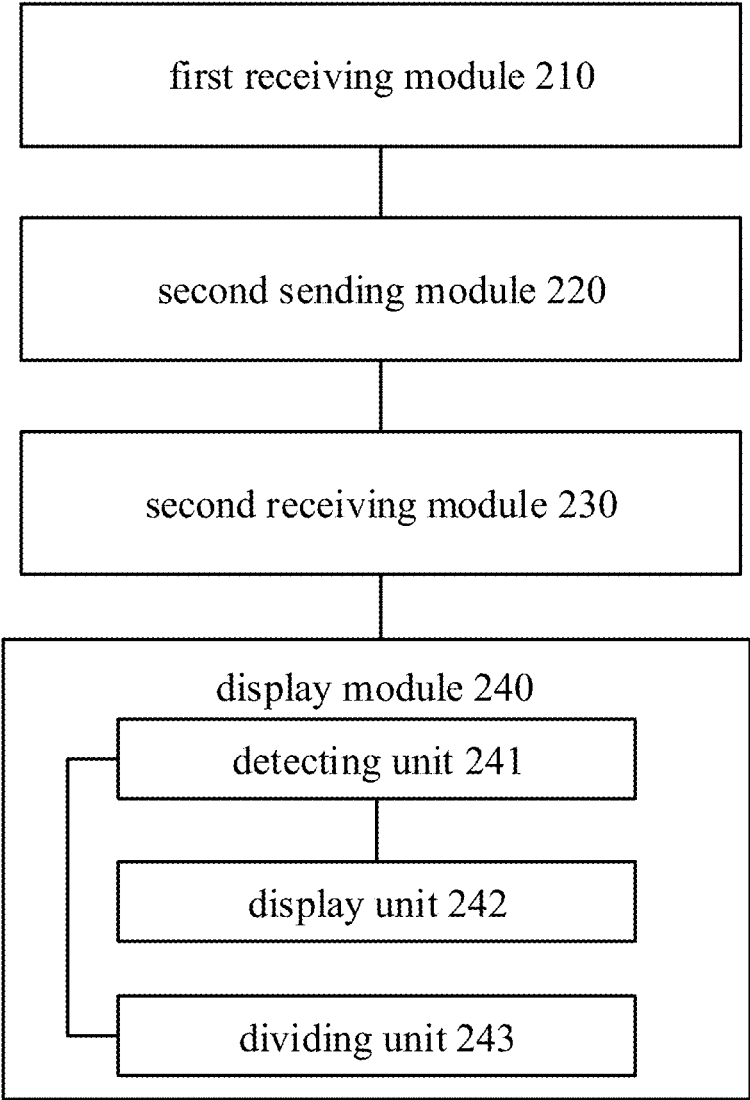 first receiving module 210
second sending module 220
second receiving module 230
display module 240
detecting unit 241
display unit 242
dividing unit 243